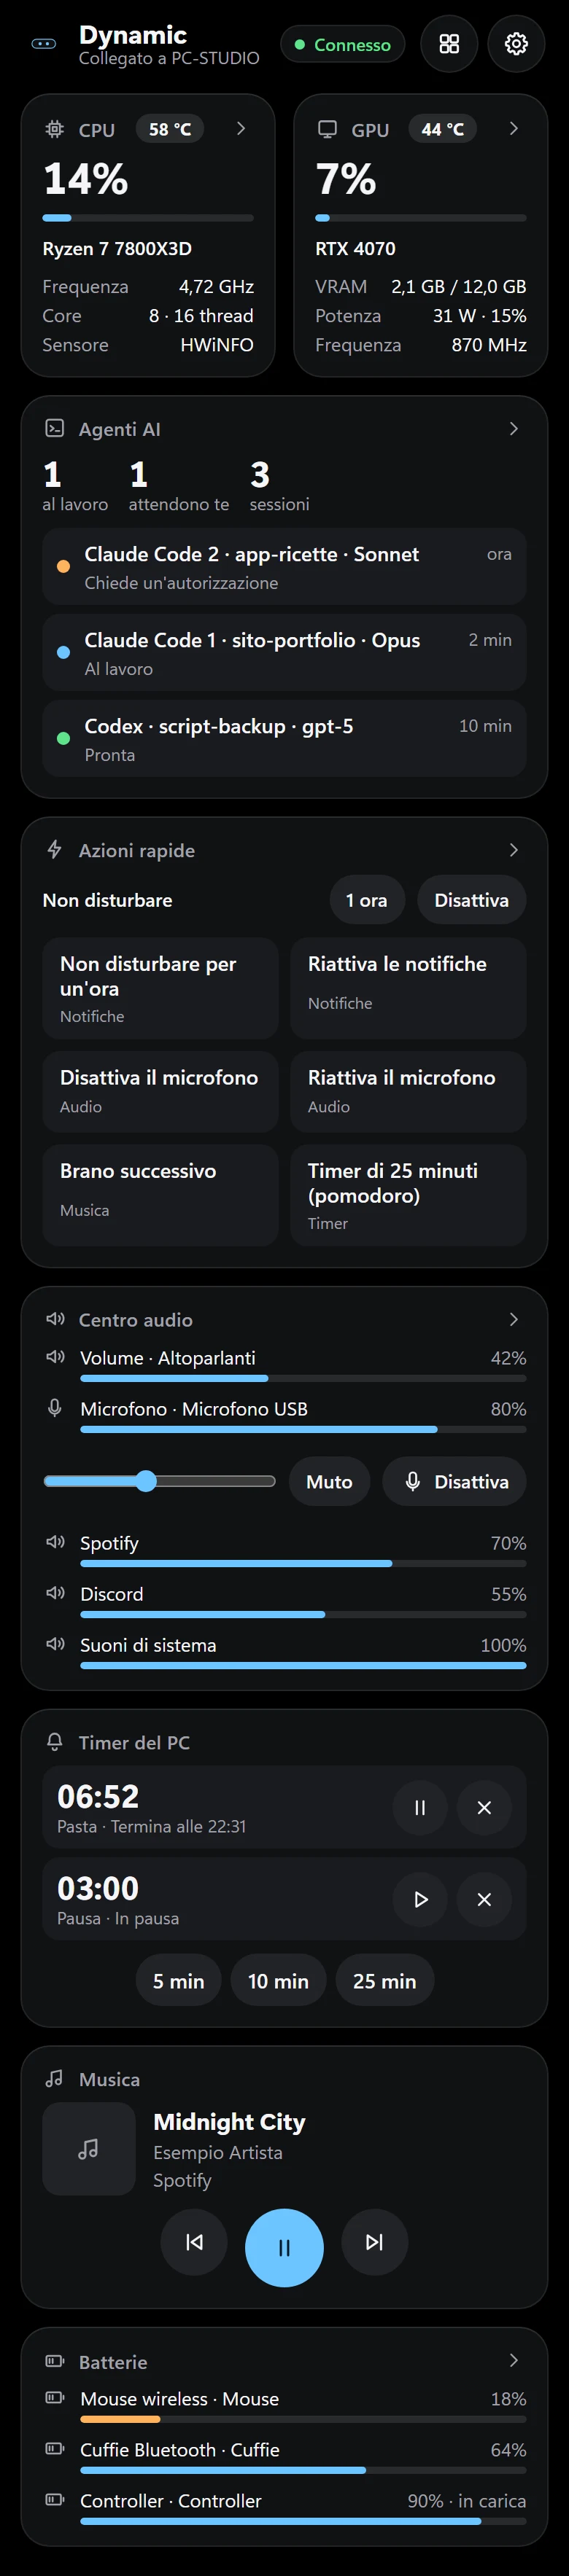 Dynamic
Collegato a PC-STUDIO
Connesso
CPU
58 °C
14%
Ryzen 7 7800X3D
Frequenza 4,72 GHz
Core 8 · 16 thread
Sensore HWiNFO
GPU
44 °C
7%
RTX 4070
VRAM 2,1 GB / 12,0 GB
Potenza 31 W · 15%
Frequenza 870 MHz
Agenti AI
1 1 3
al lavoro attendono te sessioni
Claude Code 2 · app-ricette · Sonnet ora
Chiede un'autorizzazione
Claude Code 1 · sito-portfolio · Opus 2 min
Al lavoro
Codex · script-backup · gpt-5 10 min
Pronta
Azioni rapide
Non disturbare 1 ora Disattiva
Non disturbare per
un'ora
Notifiche
Riattiva le notifiche
Notifiche
Disattiva il microfono
Audio
Riattiva il microfono
Audio
Brano successivo
Musica
Timer di 25 minuti
(pomodoro)
Timer
Centro audio
Volume · Altoparlanti 42%
Microfono · Microfono USB 80%
Muto Disattiva
Spotify 70%
Discord 55%
Suoni di sistema 100%
Timer del PC
06:52
Pasta · Termina alle 22:31
03:00
Pausa · In pausa
5 min 10 min 25 min
Musica
Midnight City
Esempio Artista
Spotify
Batterie
Mouse wireless · Mouse 18%
Cuffie Bluetooth · Cuffie 64%
Controller · Controller 90% · in carica